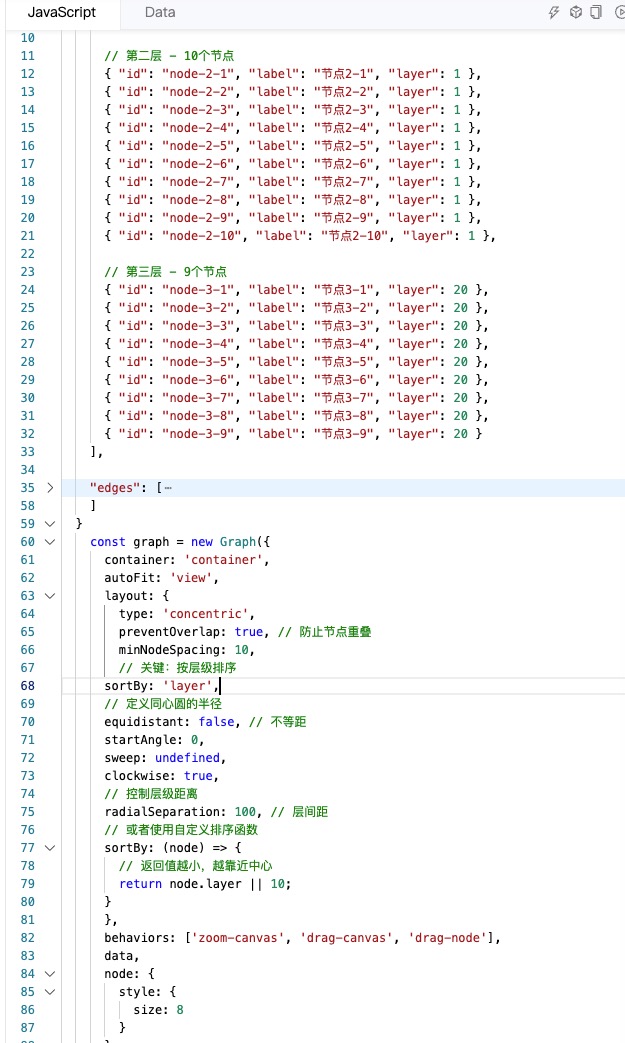 JavaScript
Data
10
11 // 第二层 - 10个节点
12 { "id": "node-2-1", "label": "节点2-1", "layer": 1 },
13 { "id": "node-2-2", "label": "节点2-2", "layer": 1 },
14 { "id": "node-2-3", "label": "节点2-3", "layer": 1 },
15 { "id": "node-2-4", "label": "节点2-4", "layer": 1 },
16 { "id": "node-2-5", "label": "节点2-5", "layer": 1 },
17 { "id": "node-2-6", "label": "节点2-6", "layer": 1 },
18 { "id": "node-2-7", "label": "节点2-7", "layer": 1 },
19 { "id": "node-2-8", "label": "节点2-8", "layer": 1 },
20 { "id": "node-2-9", "label": "节点2-9", "layer": 1 },
21 { "id": "node-2-10", "label": "节点2-10", "layer": 1 },
22
23 // 第三层 - 9个节点
24 { "id": "node-3-1", "label": "节点3-1", "layer": 20 },
25 { "id": "node-3-2", "label": "节点3-2", "layer": 20 },
26 { "id": "node-3-3", "label": "节点3-3", "layer": 20 },
27 { "id": "node-3-4", "label": "节点3-4", "layer": 20 },
28 { "id": "node-3-5", "label": "节点3-5", "layer": 20 },
29 { "id": "node-3-6", "label": "节点3-6", "layer": 20 },
30 { "id": "node-3-7", "label": "节点3-7", "layer": 20 },
31 { "id": "node-3-8", "label": "节点3-8", "layer": 20 },
32 { "id": "node-3-9", "label": "节点3-9", "layer": 20 }
33 ],
34
35 "edges": [⋯
58 ]
59 }
60 const graph = new Graph({
61 container: 'container',
62 autoFit: 'view',
63 layout: {
64 type: 'concentric',
65 preventOverlap: true, // 防止节点重叠
66 minNodeSpacing: 10,
67 // 关键：按层级排序
68 sortBy: 'layer',
69 // 定义同心圆的半径
70 equidistant: false, // 不等距
71 startAngle: 0,
72 sweep: undefined,
73 clockwise: true,
74 // 控制层级距离
75 radialSeparation: 100, // 层间距
76 // 或者使用自定义排序函数
77 sortBy: (node) => {
78 // 返回值越小，越靠近中心
79 return node.layer || 10;
80 }
81 },
82 behaviors: ['zoom-canvas', 'drag-canvas', 'drag-node'],
83 data,
84 node: {
85 style: {
86 size: 8
87 }